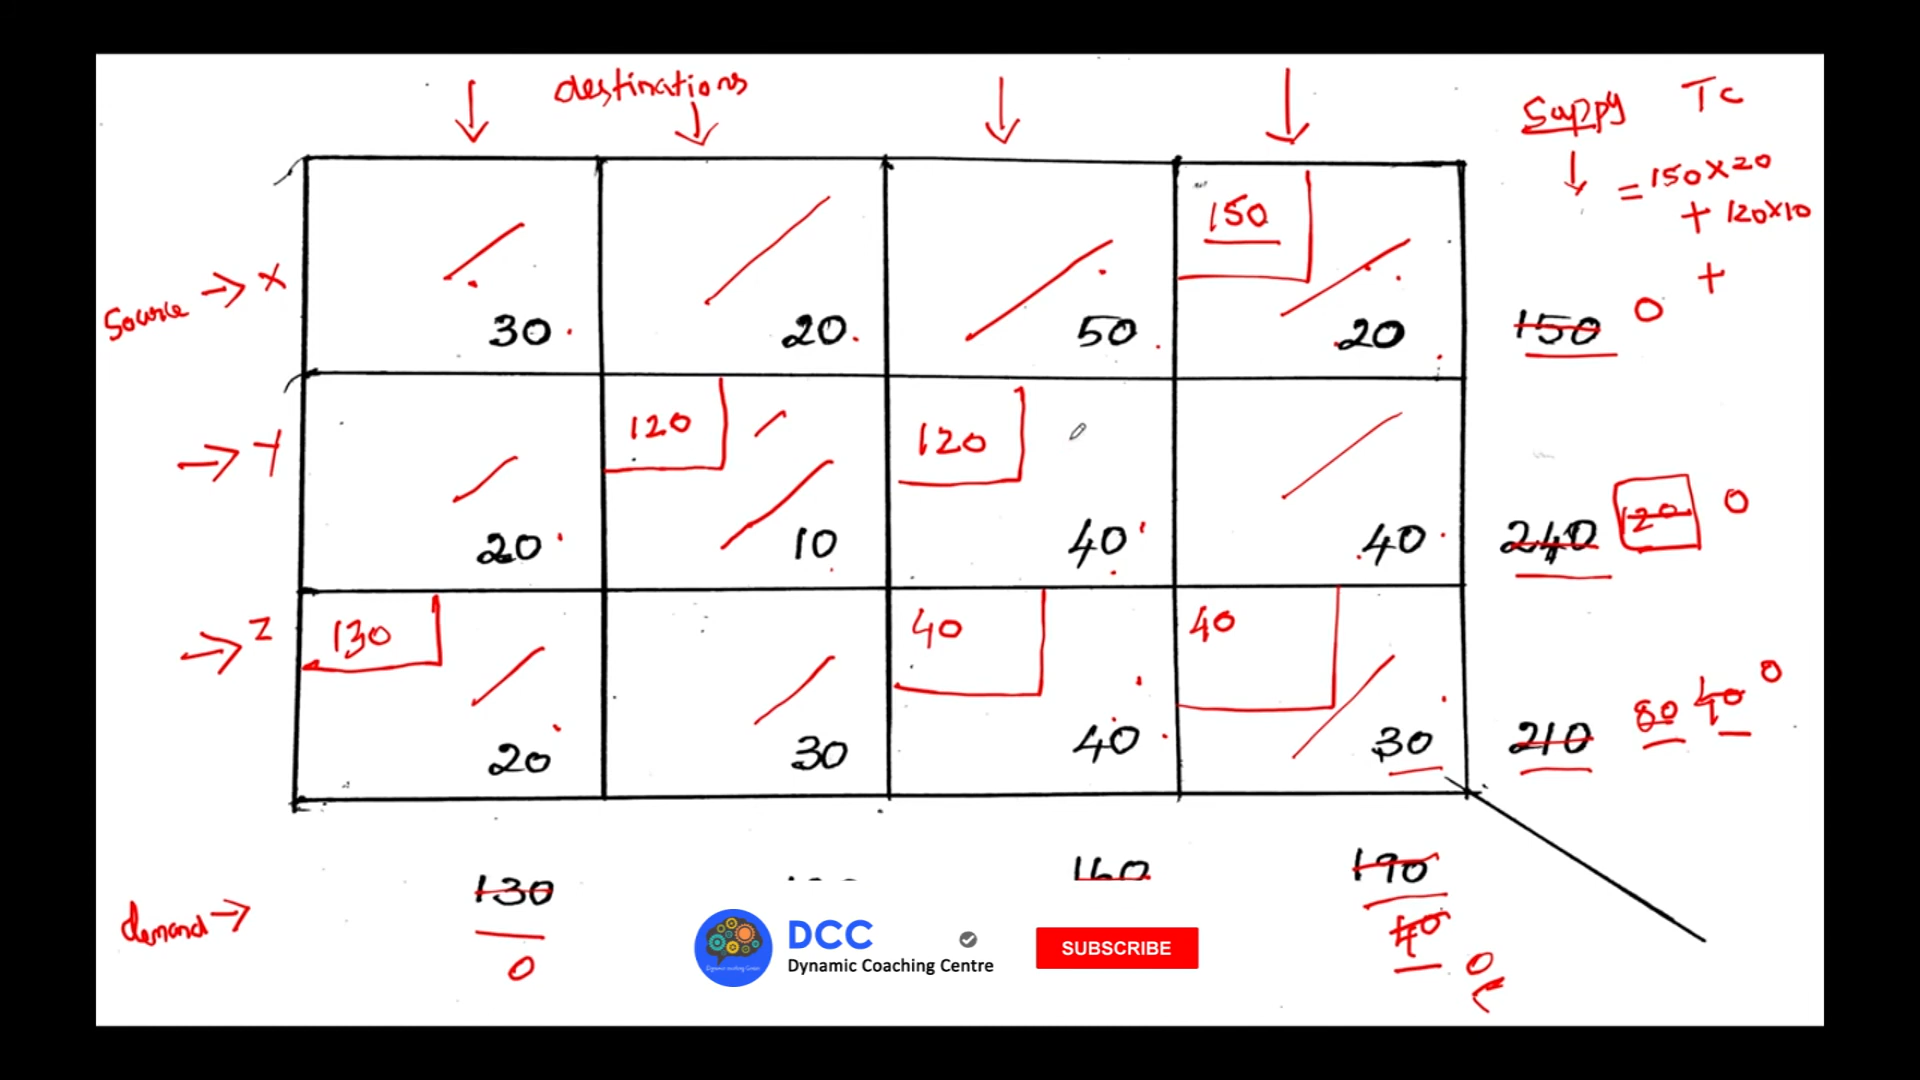 destinations
Suppy Tc
= 150×20
+ 120×10
+
Source → X
150
30 20 50 20 150 0
→ Y
120 120
20 10 40 40 240 120 0
→ Z
130 40 40
20 30 40 30 210 80 40 0
demand →
130 160 190
0 40 0
DCC
Dynamic Coaching Centre
SUBSCRIBE